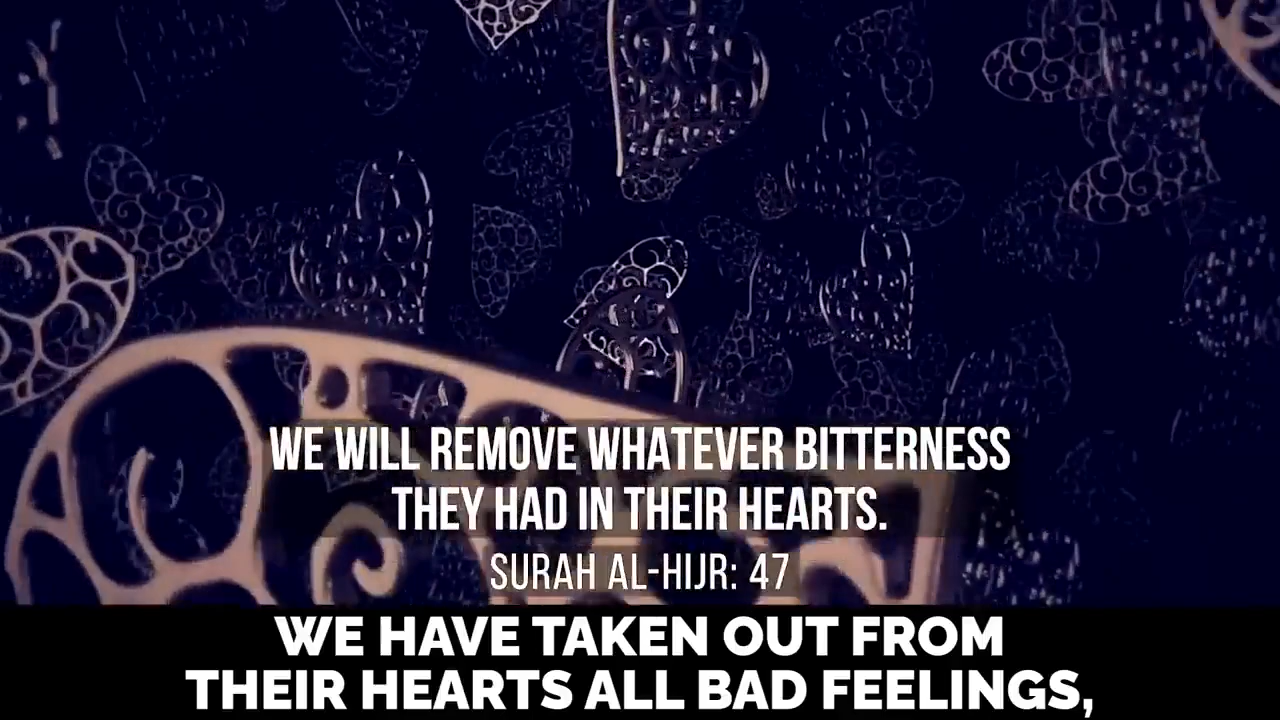 WE WILL REMOVE WHATEVER BITTERNESS
THEY HAD IN THEIR HEARTS.
SURAH AL-HIJR: 47
WE HAVE TAKEN OUT FROM
THEIR HEARTS ALL BAD FEELINGS,